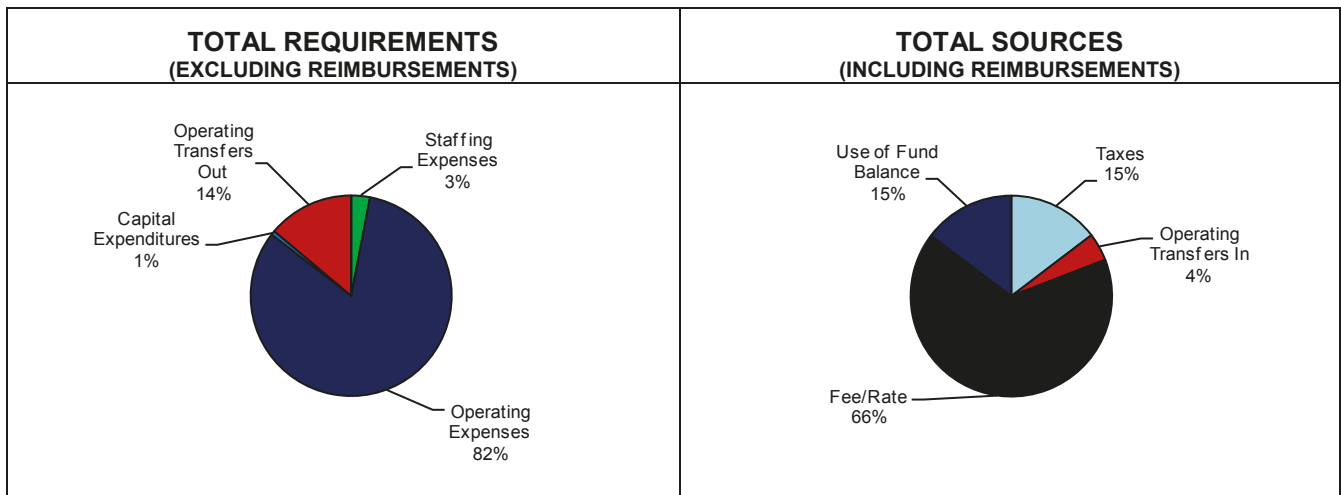 TOTAL REQUIREMENTS
(EXCLUDING REIMBURSEMENTS)
Operating
Transfers
Out
14%
Staffing
Expenses
3%
Capital
Expenditures
1%
Operating
Expenses
82%
TOTAL SOURCES
(INCLUDING REIMBURSEMENTS)
Use of Fund
Balance
15%
Taxes
15%
Operating
Transfers In
4%
Fee/Rate
66%